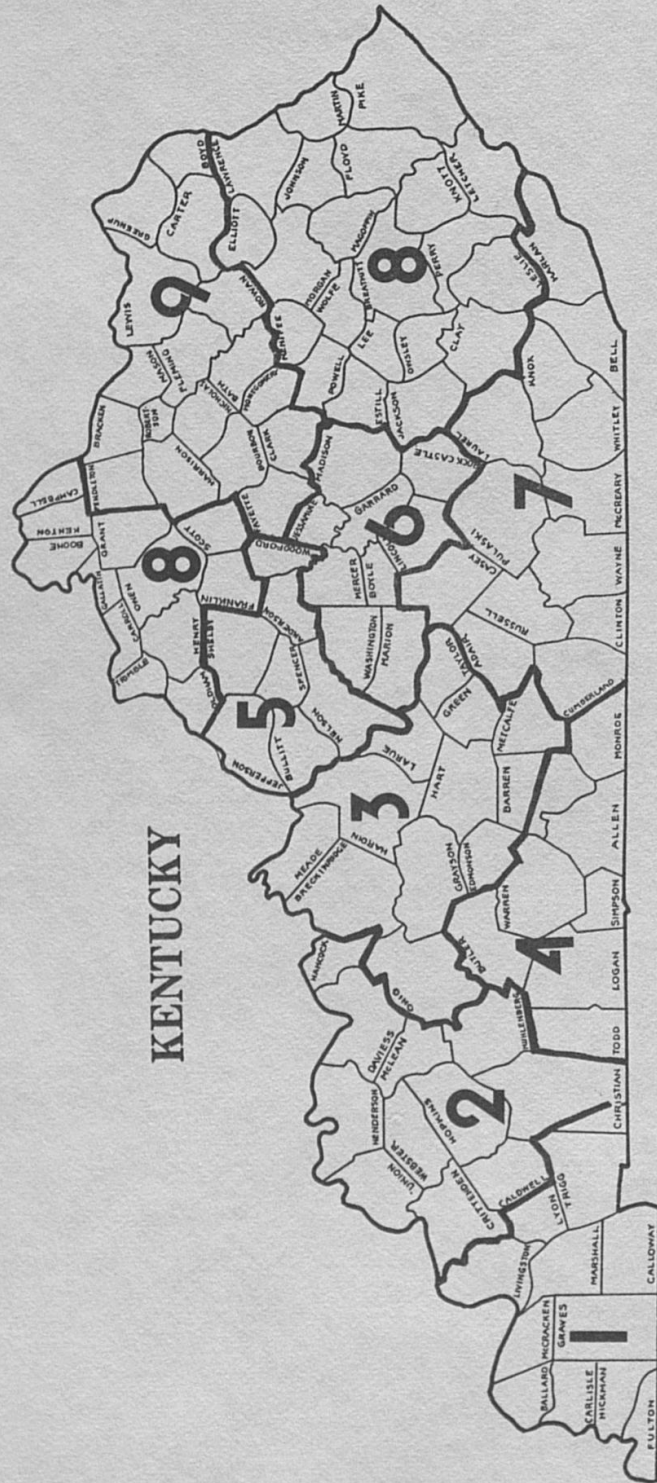 KENTUCKY
1
BALLARD
McCRACKEN
GRAVES
CARLISLE
HICKMAN
FULTON
CALLOWAY
MARSHALL
LIVINGSTON
LYON
TRIGG
2
CALDWELL
CRITTENDEN
UNION
WEBSTER
HENDERSON
HOPKINS
DAVIESS
McLEAN
MUHLENBERG
HANCOCK
CHRISTIAN
TODD
3
OHIO
BRECKINRIDGE
MEADE
HARDIN
GRAYSON
EDMONSON
LARUE
HART
GREEN
TAYLOR
ADAIR
METCALFE
BARREN
4
BUTLER
WARREN
LOGAN
SIMPSON
ALLEN
MONROE
CUMBERLAND
5
JEFFERSON
BULLITT
NELSON
SPENCER
ANDERSON
SHELBY
HENRY
OLDHAM
TRIMBLE
CARROLL
GALLATIN
OWEN
8
FRANKLIN
SCOTT
GRANT
BOONE
KENTON
CAMPBELL
PENDLETON
WOODFORD
FAYETTE
6
WASHINGTON
MARION
MERCER
BOYLE
LINCOLN
GARRARD
MADISON
ROCKCASTLE
7
CASEY
PULASKI
RUSSELL
CLINTON
WAYNE
McCREARY
WHITLEY
BELL
KNOX
LAUREL
HARLAN
LESLIE
8
CLAY
JACKSON
ESTILL
OWSLEY
LEE
POWELL
MENIFEE
WOLFE
MORGAN
BREATHITT
PERRY
MAGOFFIN
KNOTT
LETCHER
FLOYD
JOHNSON
MARTIN
PIKE
ELLIOTT
LAWRENCE
9
BOYD
CARTER
GREENUP
LEWIS
ROWAN
MASON
FLEMING
NICHOLAS
BATH
MONTGOMERY
BRACKEN
ROBERT-
SON
HARRISON
BOURBON
CLARK